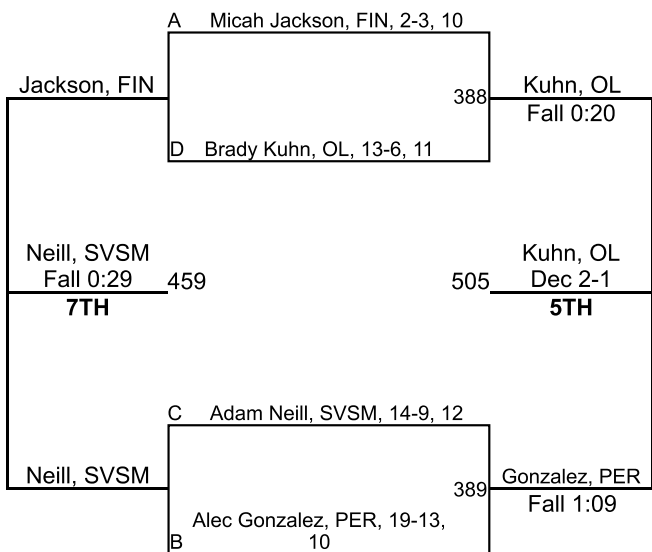 A Micah Jackson, FIN, 2-3, 10
Jackson, FIN
388
Kuhn, OL
Fall 0:20
D Brady Kuhn, OL, 13-6, 11
Neill, SVSM
Fall 0:29
7TH
459
505
Kuhn, OL
Dec 2-1
5TH
C Adam Neill, SVSM, 14-9, 12
Neill, SVSM
389
Gonzalez, PER
Fall 1:09
Alec Gonzalez, PER, 19-13,
B 10